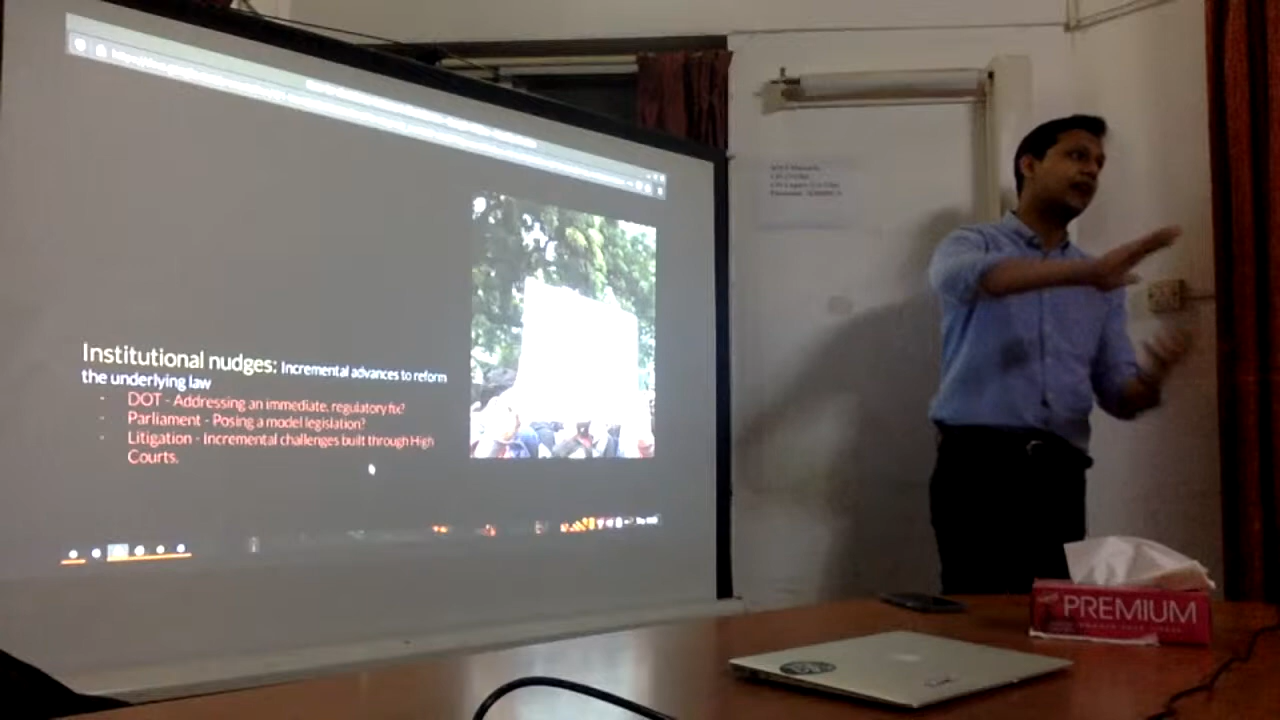 Institutional nudges: Incremental advances to reform
the underlying law
- DOT - Addressing an immediate, regulatory fix?
- Parliament - Posing a model legislation?
- Litigation - Incremental challenges built through High
Courts.
PREMIUM